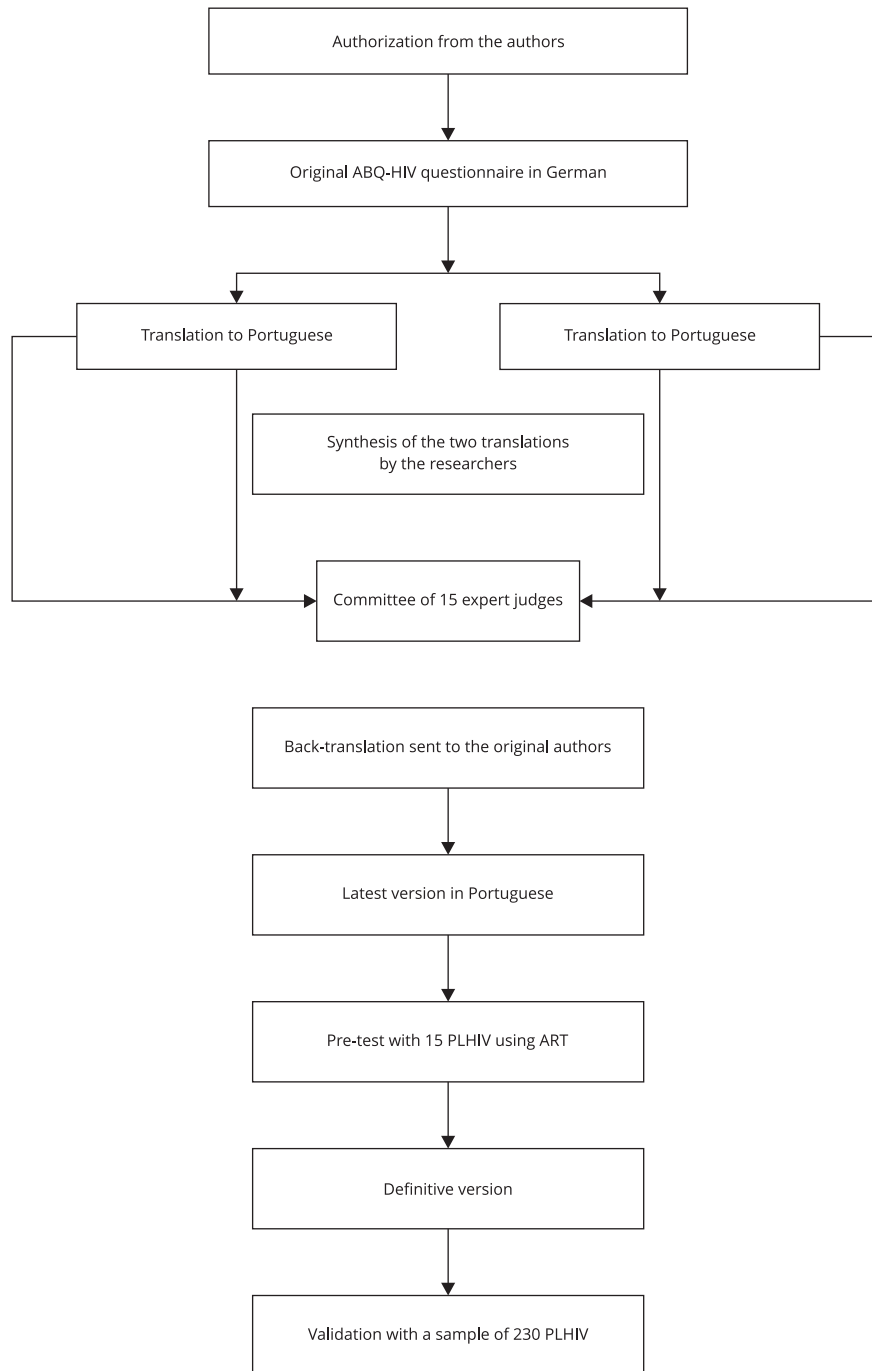 Authorization from the authors
Original ABQ-HIV questionnaire in German
Translation to Portuguese
Translation to Portuguese
Synthesis of the two translations
by the researchers
Committee of 15 expert judges
Back-translation sent to the original authors
Latest version in Portuguese
Pre-test with 15 PLHIV using ART
Definitive version
Validation with a sample of 230 PLHIV